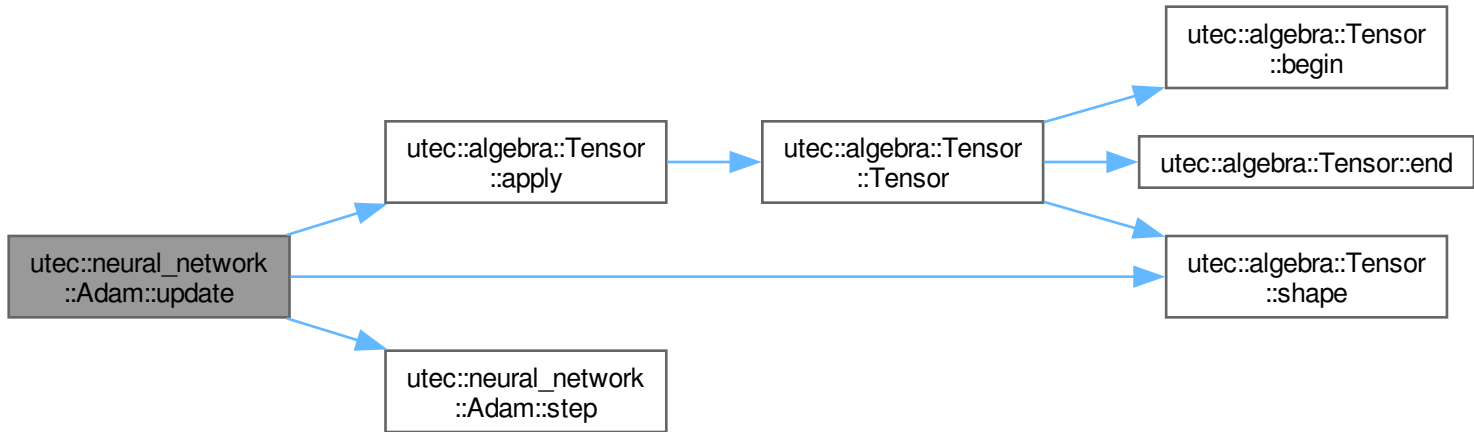 utec::algebra::Tensor
::begin
utec::algebra::Tensor
::apply
utec::algebra::Tensor
::Tensor
utec::algebra::Tensor::end
utec::neural_network
::Adam::update
utec::algebra::Tensor
::shape
utec::neural_network
::Adam::step